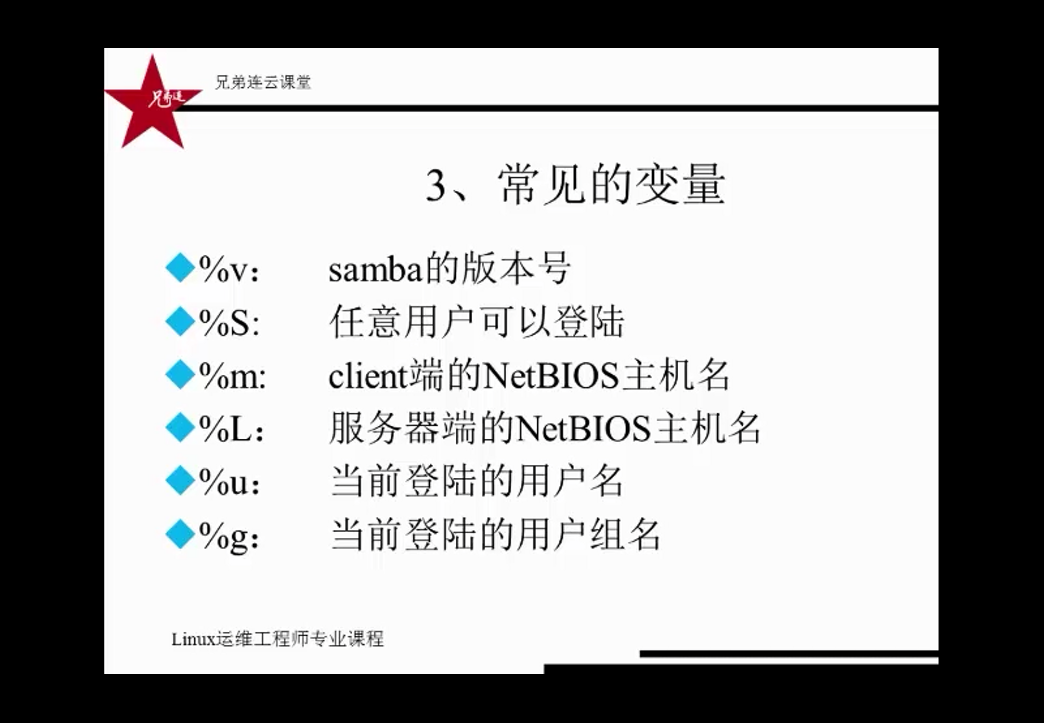 兄弟连云课堂
兄弟连
3、常见的变量
%v： samba的版本号
%S: 任意用户可以登陆
%m: client端的NetBIOS主机名
%L： 服务器端的NetBIOS主机名
%u： 当前登陆的用户名
%g： 当前登陆的用户组名
Linux运维工程师专业课程